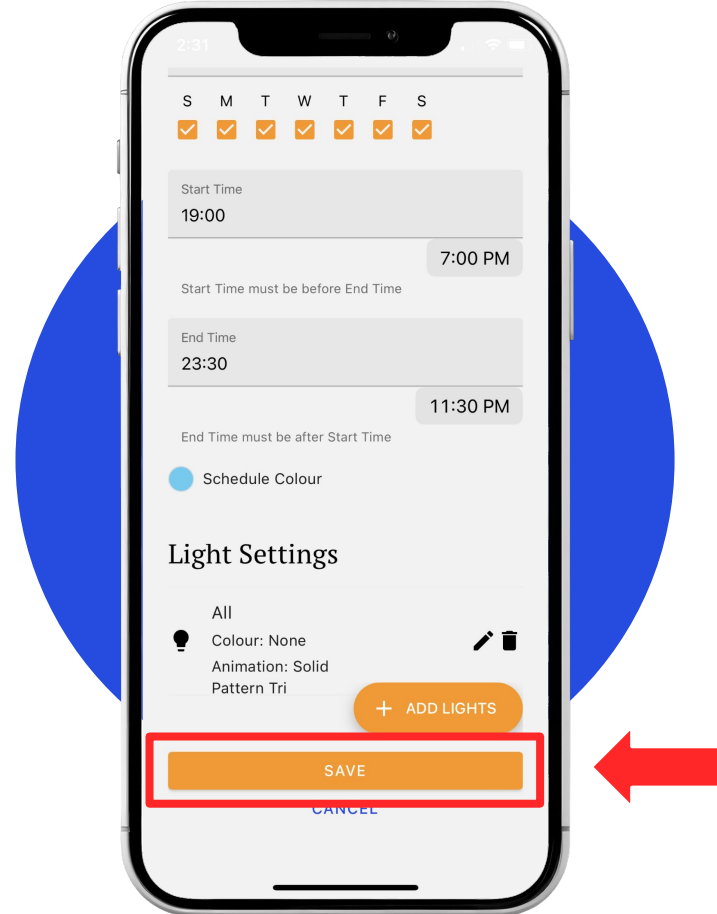 2:31
S M T W T F S
Start Time
19:00
7:00 PM
Start Time must be before End Time
End Time
23:30
11:30 PM
End Time must be after Start Time
Schedule Colour
Light Settings
All
Colour: None
Animation: Solid
Pattern Tri
+ ADD LIGHTS
SAVE
CANCEL